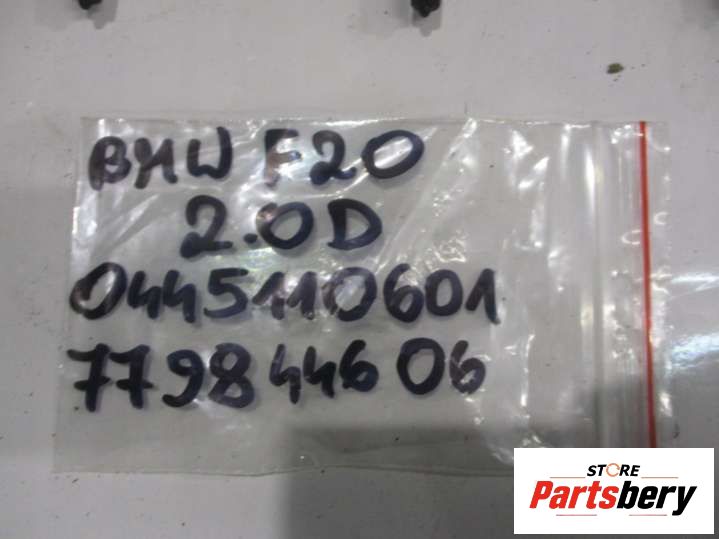 BMW F20
2.0D
0445110601
7798446 06
STORE
Partsbery